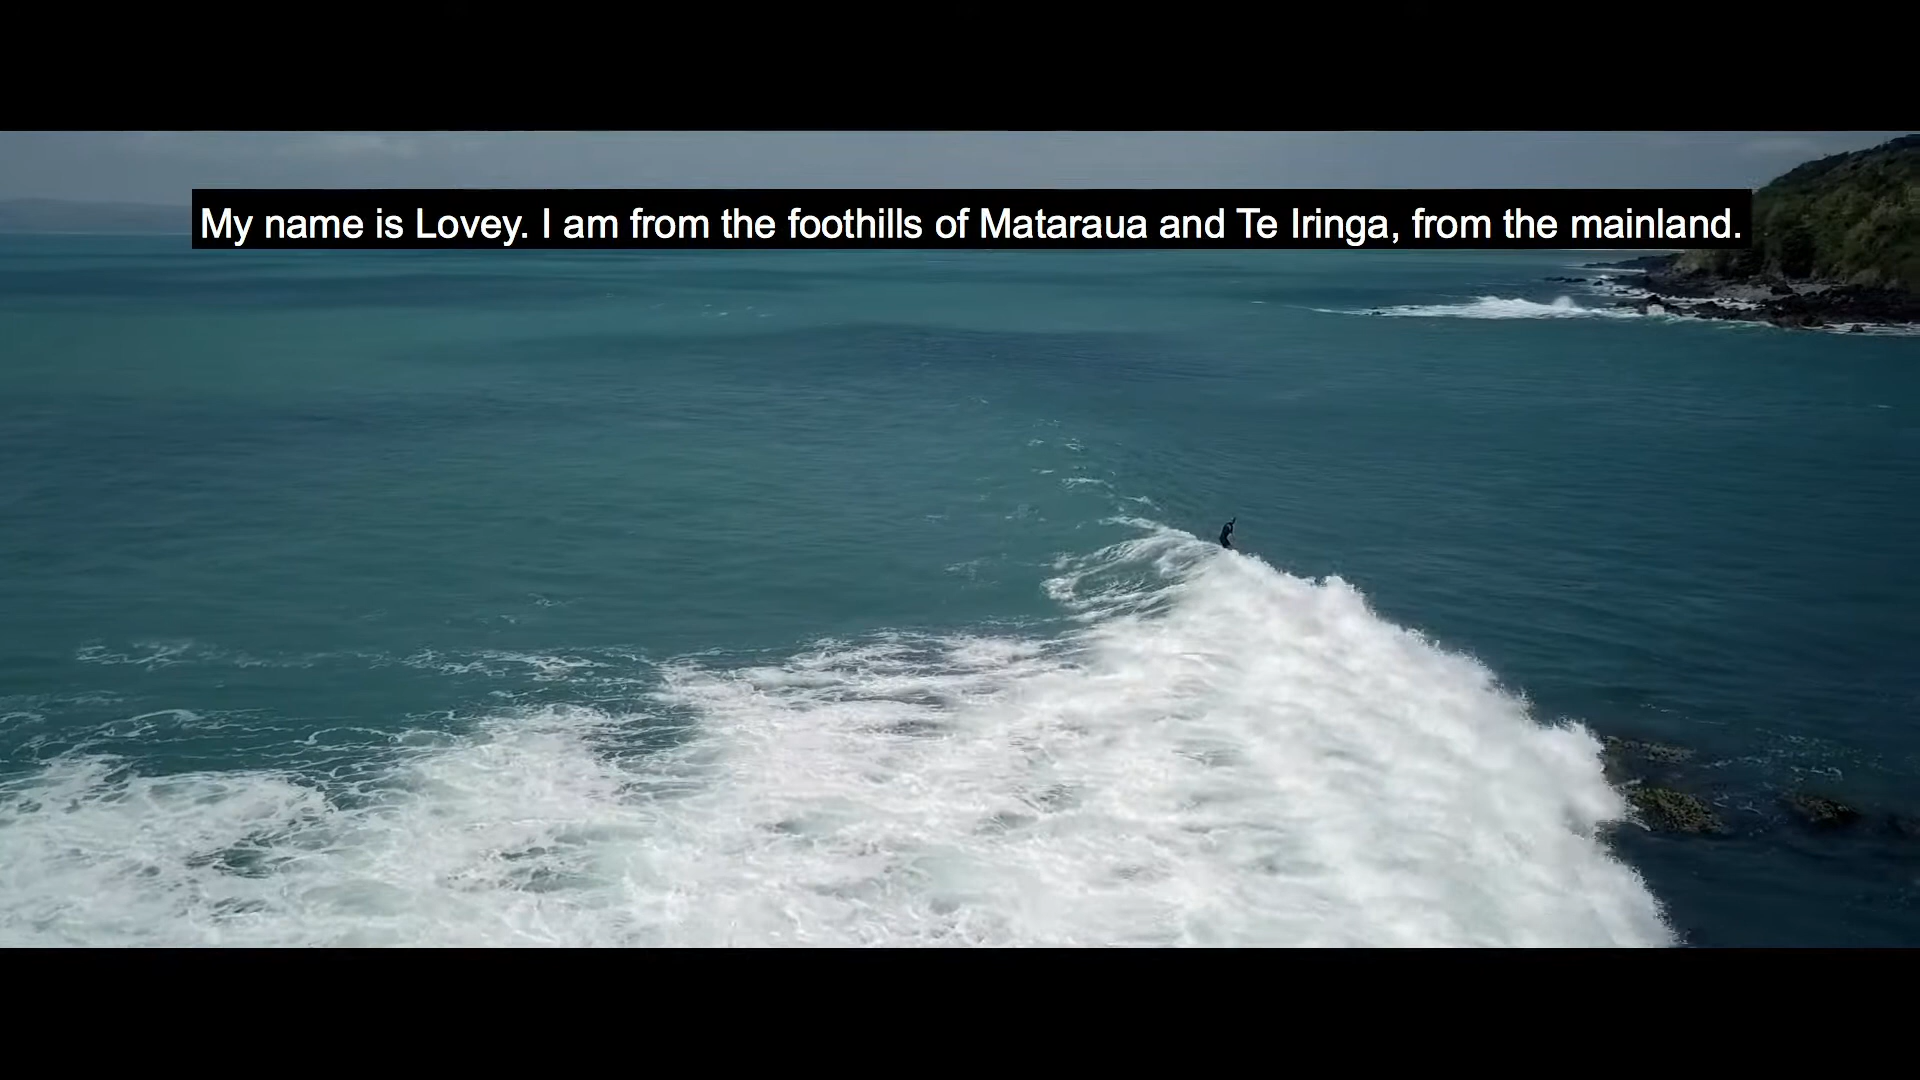 My name is Lovey. I am from the foothills of Mataraua and Te Iringa, from the mainland.